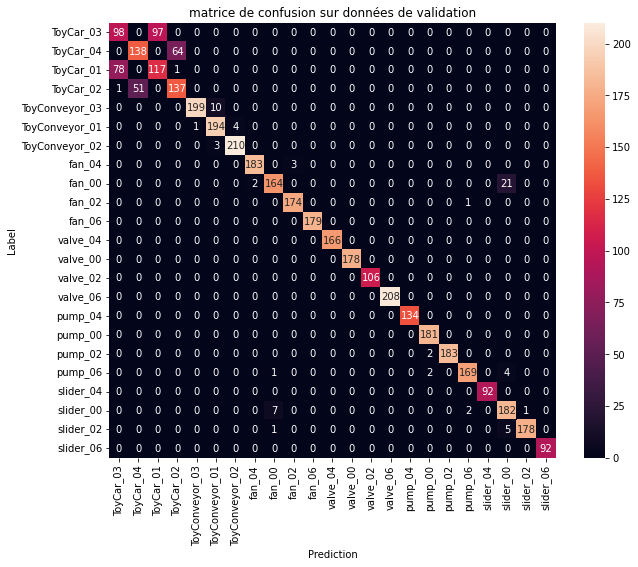 matrice de confusion sur données de validation
ToyCar_03 98 0 97 0 0 0 0 0 0 0 0 0 0 0 0 0 0 0 0 0 0 0 0
ToyCar_04 0 138 0 64 0 0 0 0 0 0 0 0 0 0 0 0 0 0 0 0 0 0 0
ToyCar_01 78 0 117 1 0 0 0 0 0 0 0 0 0 0 0 0 0 0 0 0 0 0 0
ToyCar_02 1 51 0 137 0 0 0 0 0 0 0 0 0 0 0 0 0 0 0 0 0 0 0
ToyConveyor_03 0 0 0 0 199 10 0 0 0 0 0 0 0 0 0 0 0 0 0 0 0 0 0
ToyConveyor_01 0 0 0 0 1 194 4 0 0 0 0 0 0 0 0 0 0 0 0 0 0 0 0
ToyConveyor_02 0 0 0 0 0 3 210 0 0 0 0 0 0 0 0 0 0 0 0 0 0 0 0
fan_04 0 0 0 0 0 0 0 183 0 3 0 0 0 0 0 0 0 0 0 0 0 0 0
fan_00 0 0 0 0 0 0 0 2 164 0 0 0 0 0 0 0 0 0 0 0 21 0 0
fan_02 0 0 0 0 0 0 0 0 0 174 0 0 0 0 0 0 0 0 1 0 0 0 0
fan_06 0 0 0 0 0 0 0 0 0 0 179 0 0 0 0 0 0 0 0 0 0 0 0
valve_04 0 0 0 0 0 0 0 0 0 0 0 166 0 0 0 0 0 0 0 0 0 0 0
valve_00 0 0 0 0 0 0 0 0 0 0 0 0 178 0 0 0 0 0 0 0 0 0 0
valve_02 0 0 0 0 0 0 0 0 0 0 0 0 0 106 0 0 0 0 0 0 0 0 0
valve_06 0 0 0 0 0 0 0 0 0 0 0 0 0 0 208 0 0 0 0 0 0 0 0
pump_04 0 0 0 0 0 0 0 0 0 0 0 0 0 0 0 134 0 0 0 0 0 0 0
pump_00 0 0 0 0 0 0 0 0 0 0 0 0 0 0 0 0 181 0 0 0 0 0 0
pump_02 0 0 0 0 0 0 0 0 0 0 0 0 0 0 0 0 2 183 0 0 0 0 0
pump_06 0 0 0 0 0 0 0 0 1 0 0 0 0 0 0 0 2 0 169 0 4 0 0
slider_04 0 0 0 0 0 0 0 0 0 0 0 0 0 0 0 0 0 0 0 92 0 0 0
slider_00 0 0 0 0 0 0 0 0 7 0 0 0 0 0 0 0 0 0 2 0 182 1 0
slider_02 0 0 0 0 0 0 0 0 1 0 0 0 0 0 0 0 0 0 0 0 5 178 0
slider_06 0 0 0 0 0 0 0 0 0 0 0 0 0 0 0 0 0 0 0 0 0 0 92
Label
ToyCar_03
ToyCar_04
ToyCar_01
ToyCar_02
ToyConveyor_03
ToyConveyor_01
ToyConveyor_02
fan_04
fan_00
fan_02
fan_06
valve_04
valve_00
valve_02
valve_06
pump_04
pump_00
pump_02
pump_06
slider_04
slider_00
slider_02
slider_06
Prediction
200
175
150
125
100
75
50
25
0